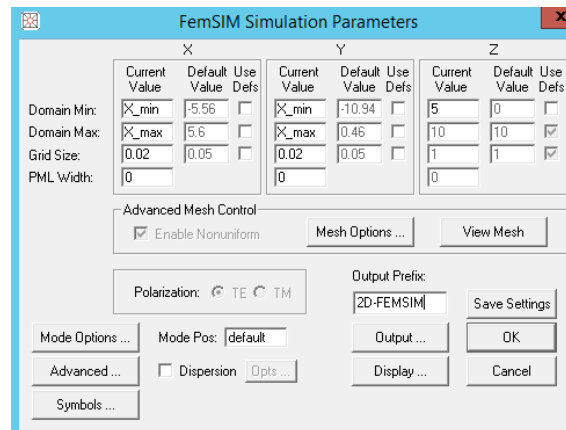 FemSIM Simulation Parameters
x
X Y Z
Current Value Default Value Use Defs Current Value Default Value Use Defs Current Value Default Value Use Defs
Domain Min: X_min -5.56 X_min -10.94 5 0
Domain Max: X_max 5.6 X_max 0.46 10 10
Grid Size: 0.02 0.05 0.02 0.05 1 1
PML Width: 0 0 0
Advanced Mesh Control
Enable Nonuniform Mesh Options ... View Mesh
Output Prefix:
Polarization: TE TM 2D-FEMSIM Save Settings
Mode Options ... Mode Pos: default Output ... OK
Advanced ... Dispersion Opts ... Display ... Cancel
Symbols ...